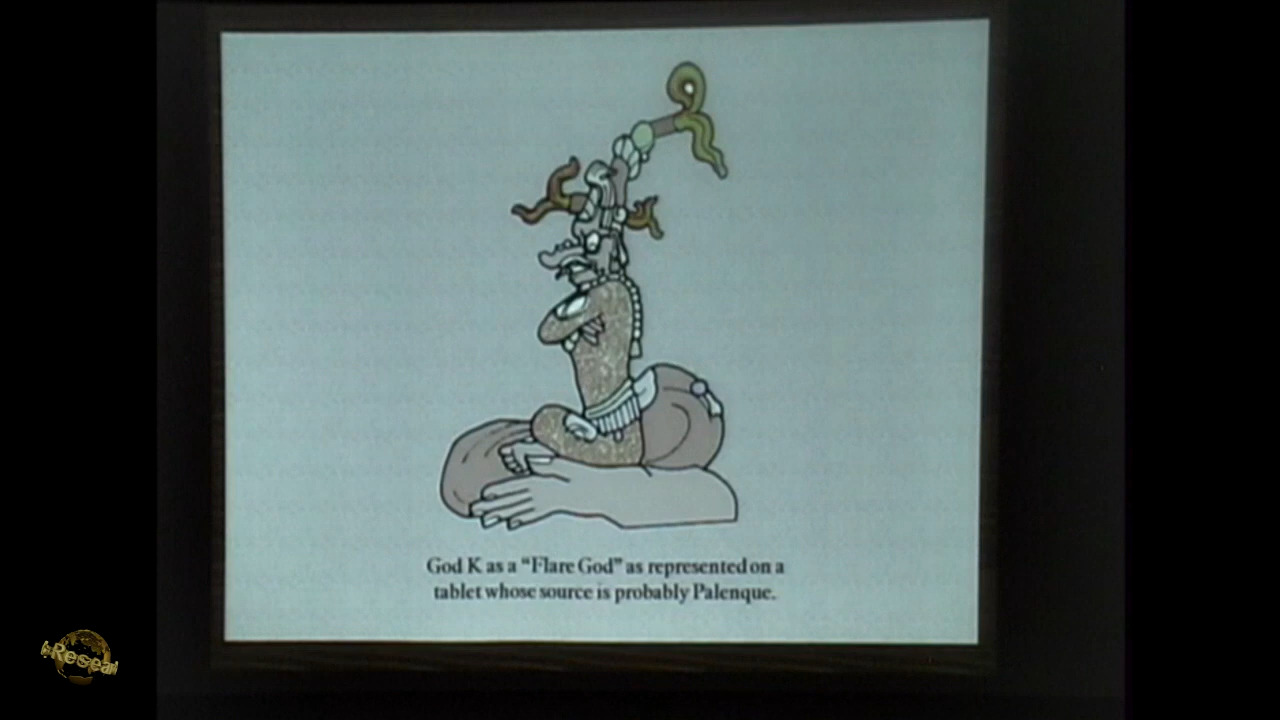 God K as a “Flare God” as represented on a
tablet whose source is probably Palenque.